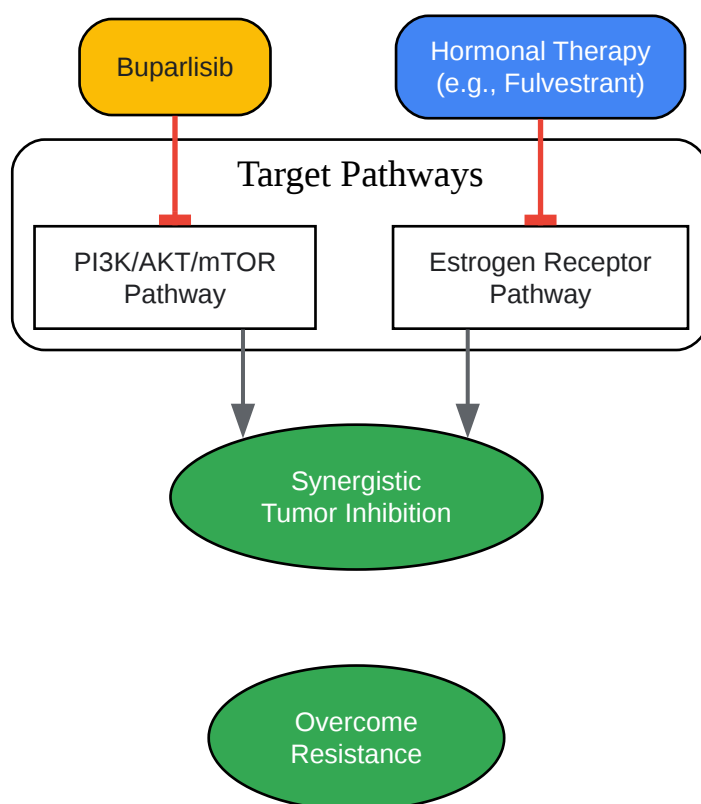 Buparlisib
Hormonal Therapy
(e.g., Fulvestrant)
Target Pathways
PI3K/AKT/mTOR
Pathway
Estrogen Receptor
Pathway
Synergistic
Tumor Inhibition
Overcome
Resistance